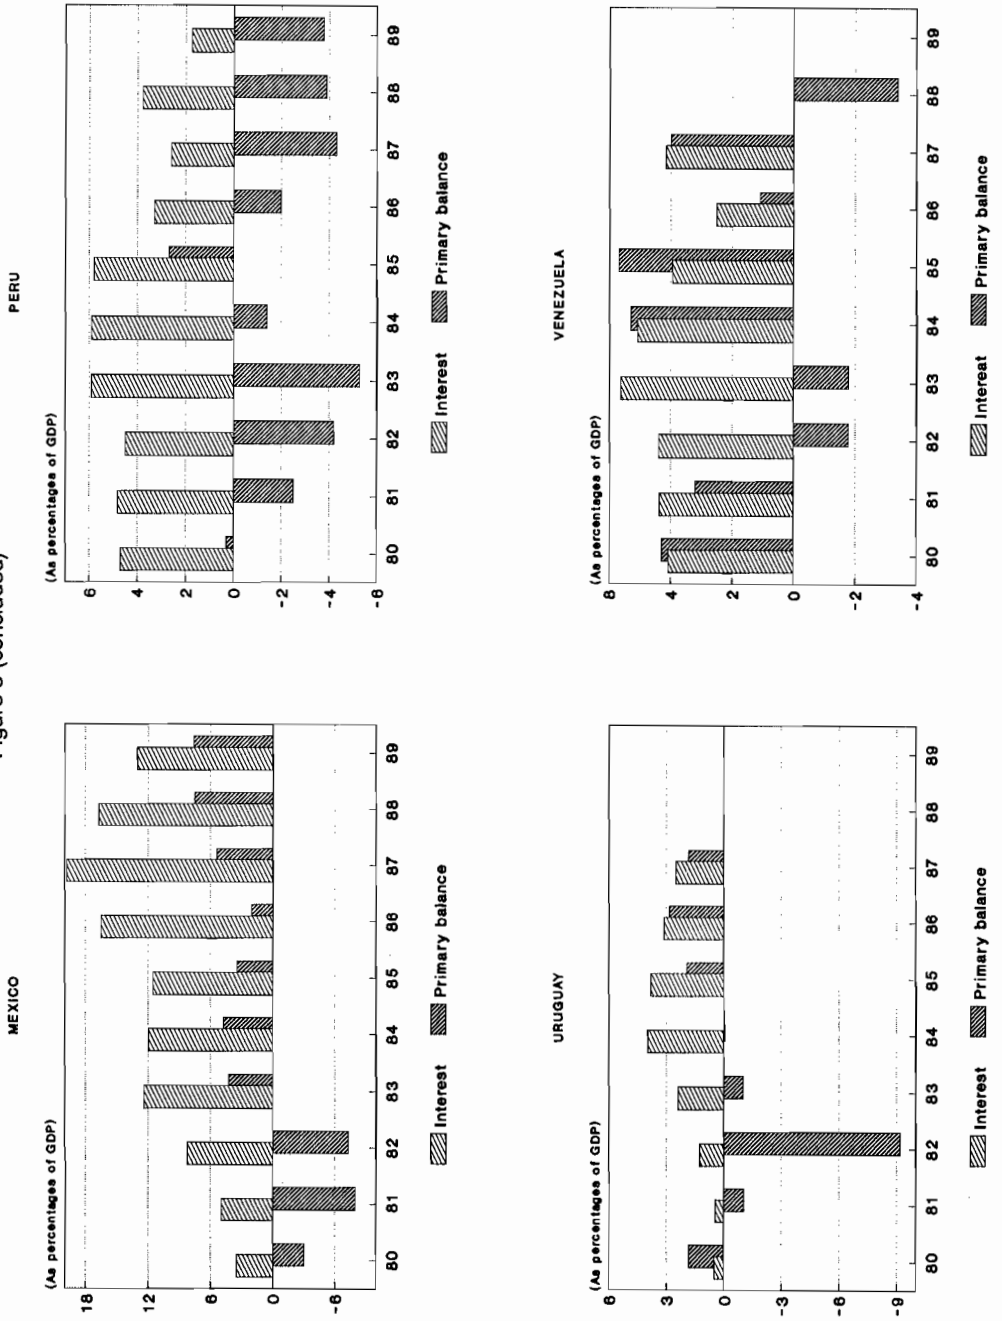 Figure
(concluded)
MEXICO
(As percentages of GDP)
18
12
6
0
-6
80 81 82 83 84 85 86 87 88 89
Interest Primary balance
PERU
(As percentages of GDP)
6
4
2
0
-2
-4
-6
80 81 82 83 84 85 86 87 88 89
Interest Primary balance
URUGUAY
(As percentages of GDP)
6
3
0
-3
-6
-9
80 81 82 83 84 85 86 87 88 89
Interest Primary balance
VENEZUELA
(As percentages of GDP)
8
4
2
0
-2
-4
80 81 82 83 84 85 86 87 88 89
Intereat Primary balance